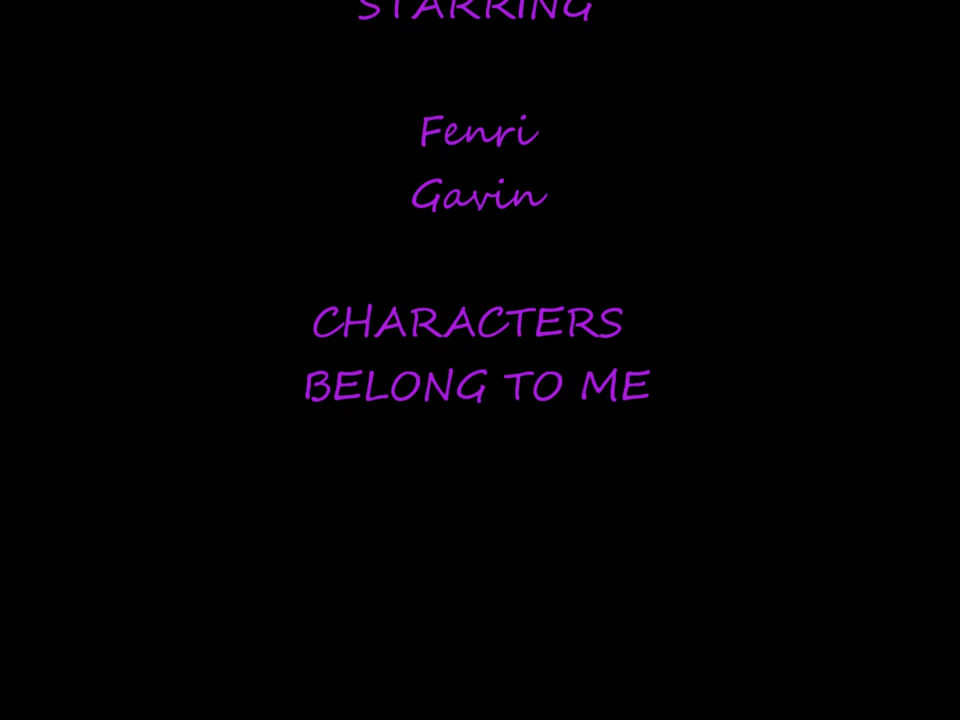 STARRING
Fenri
Gavin
CHARACTERS
BELONG TO ME